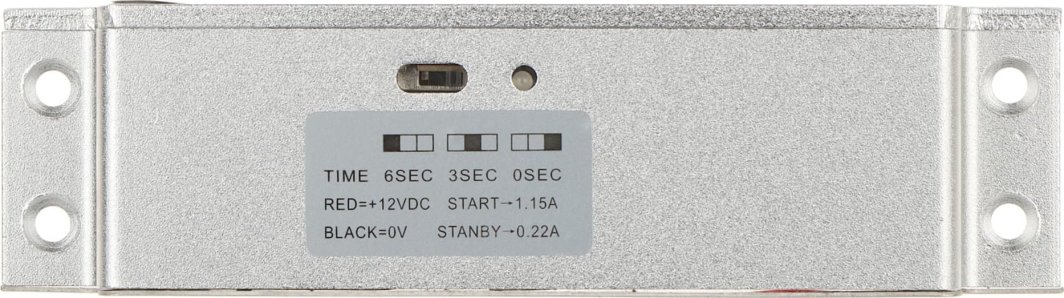 TIME 6SEC 3SEC 0SEC
RED=+12VDC START→1.15A
BLACK=0V STANBY→0.22A